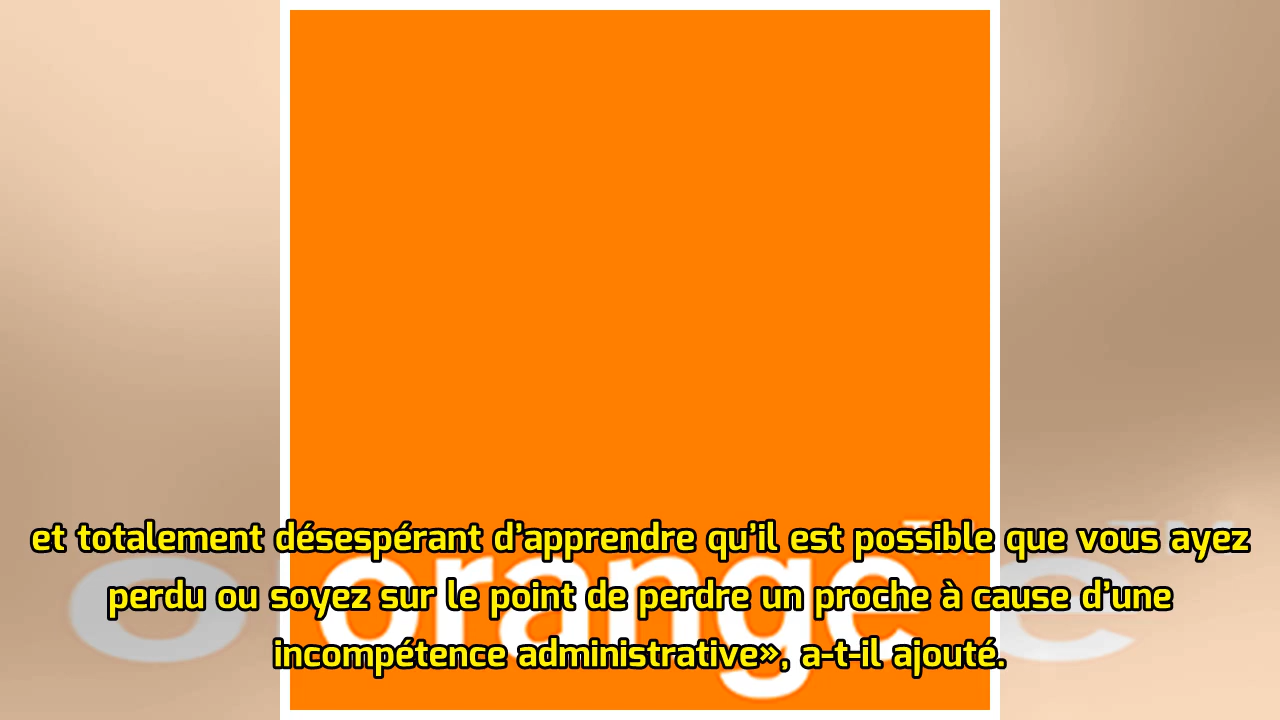 et totalement désespérant d’apprendre qu’il est possible que vous ayez
perdu ou soyez sur le point de perdre un proche à cause d’une
incompétence administrative», a-t-il ajouté.
orange™